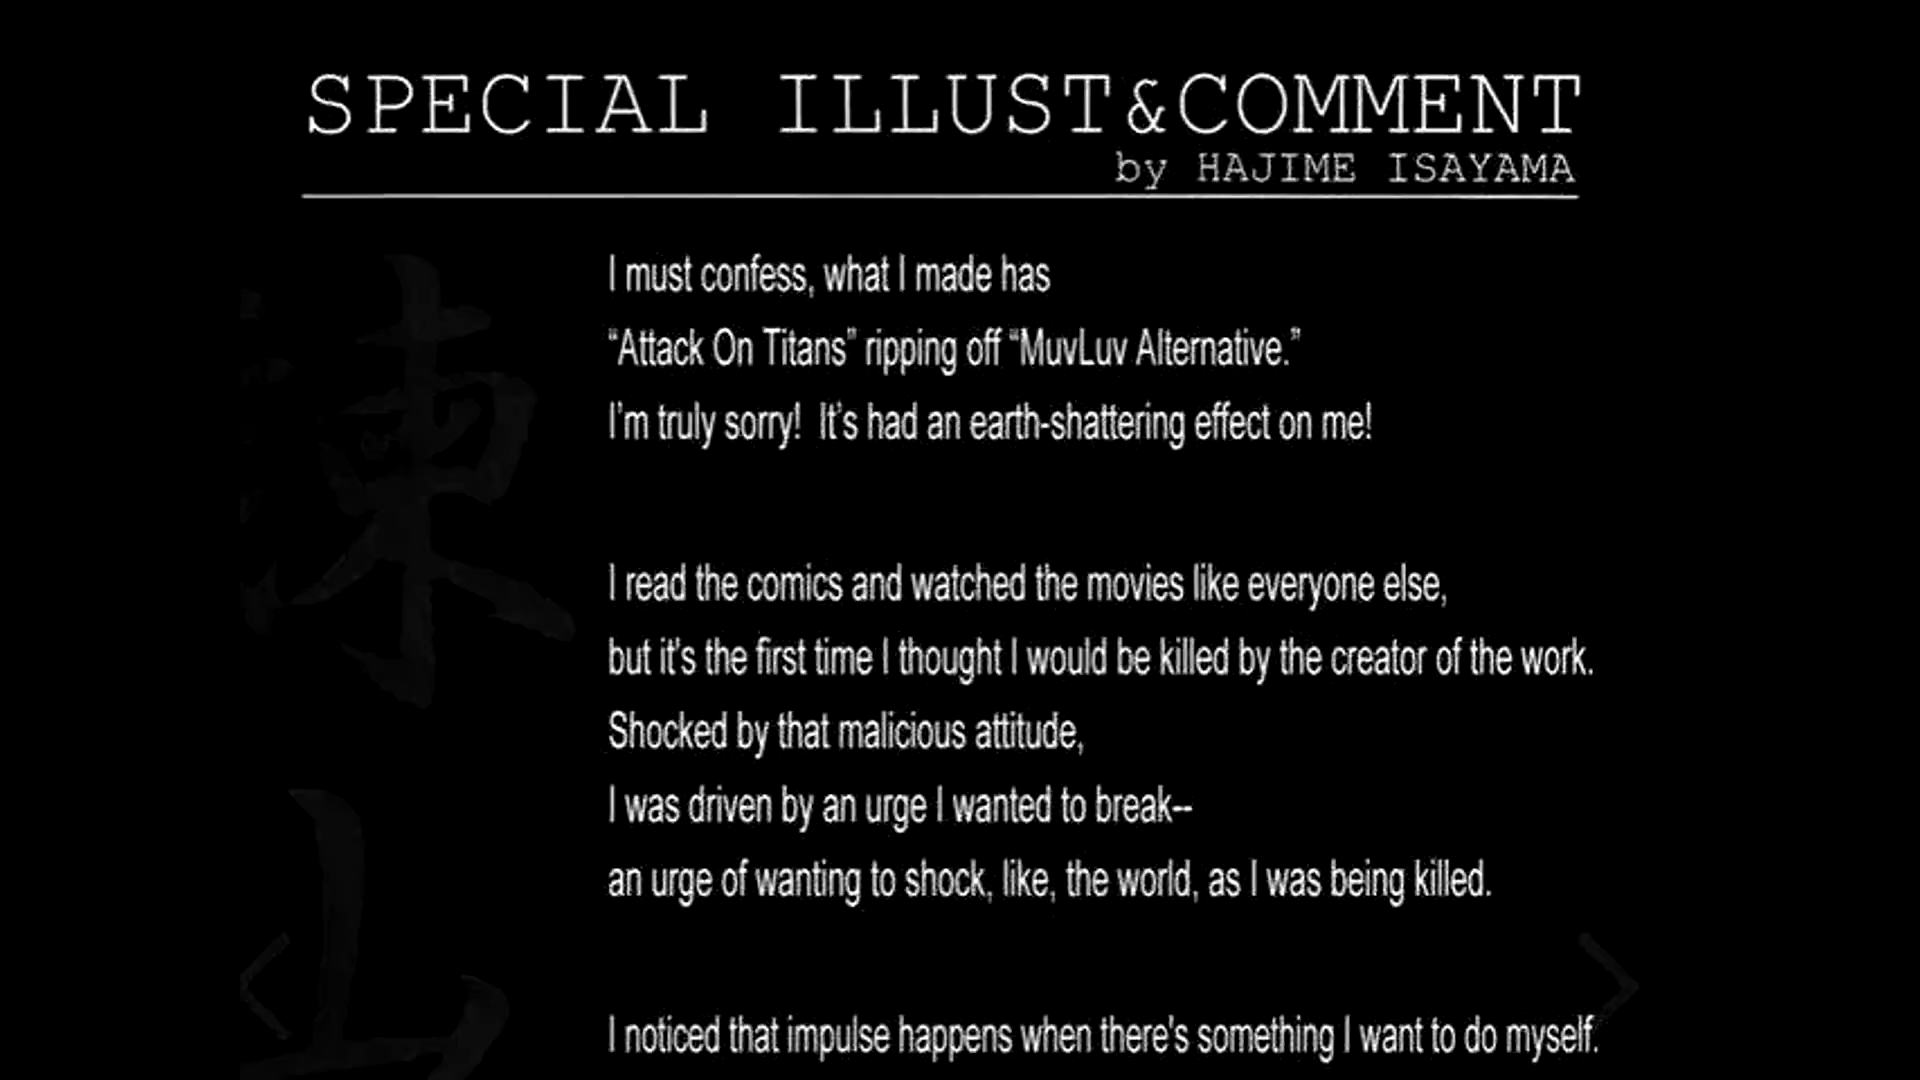 SPECIAL ILLUST&COMMENT
by HAJIME ISAYAMA
I must confess, what I made has
“Attack On Titans” ripping off “MuvLuv Alternative.”
I'm truly sorry! It's had an earth-shattering effect on me!
I read the comics and watched the movies like everyone else,
but it's the first time I thought I would be killed by the creator of the work.
Shocked by that malicious attitude,
I was driven by an urge I wanted to break--
an urge of wanting to shock, like, the world, as I was being killed.
I noticed that impulse happens when there's something I want to do myself.